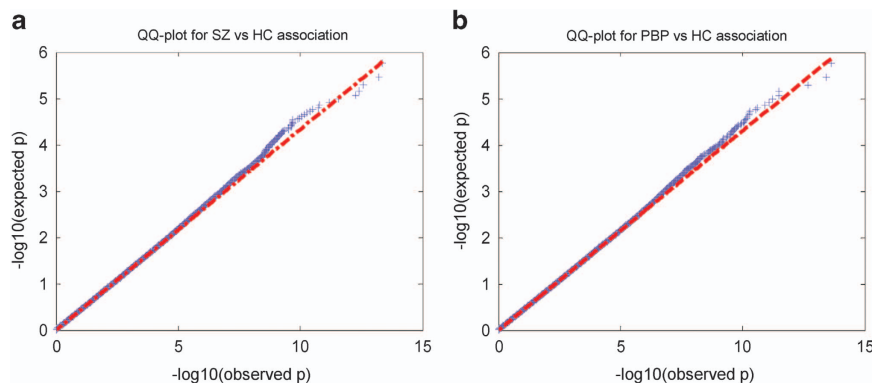 a
QQ-plot for SZ vs HC association
6
5
4
3
2
1
0
-log10(expected p)
0 5 10 15
-log10(observed p)
b
QQ-plot for PBP vs HC association
6
5
4
3
2
1
0
-log10(expected p)
0 5 10 15
-log10(observed p)